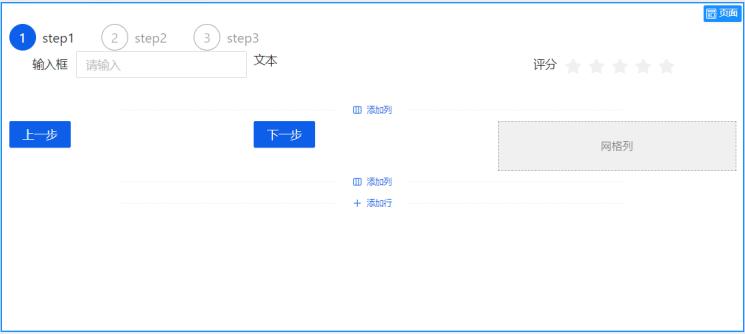 页面
1 step1 2 step2 3 step3
输入框 请输入 文本 评分
添加列
上一步 下一步 网格列
添加列
添加行